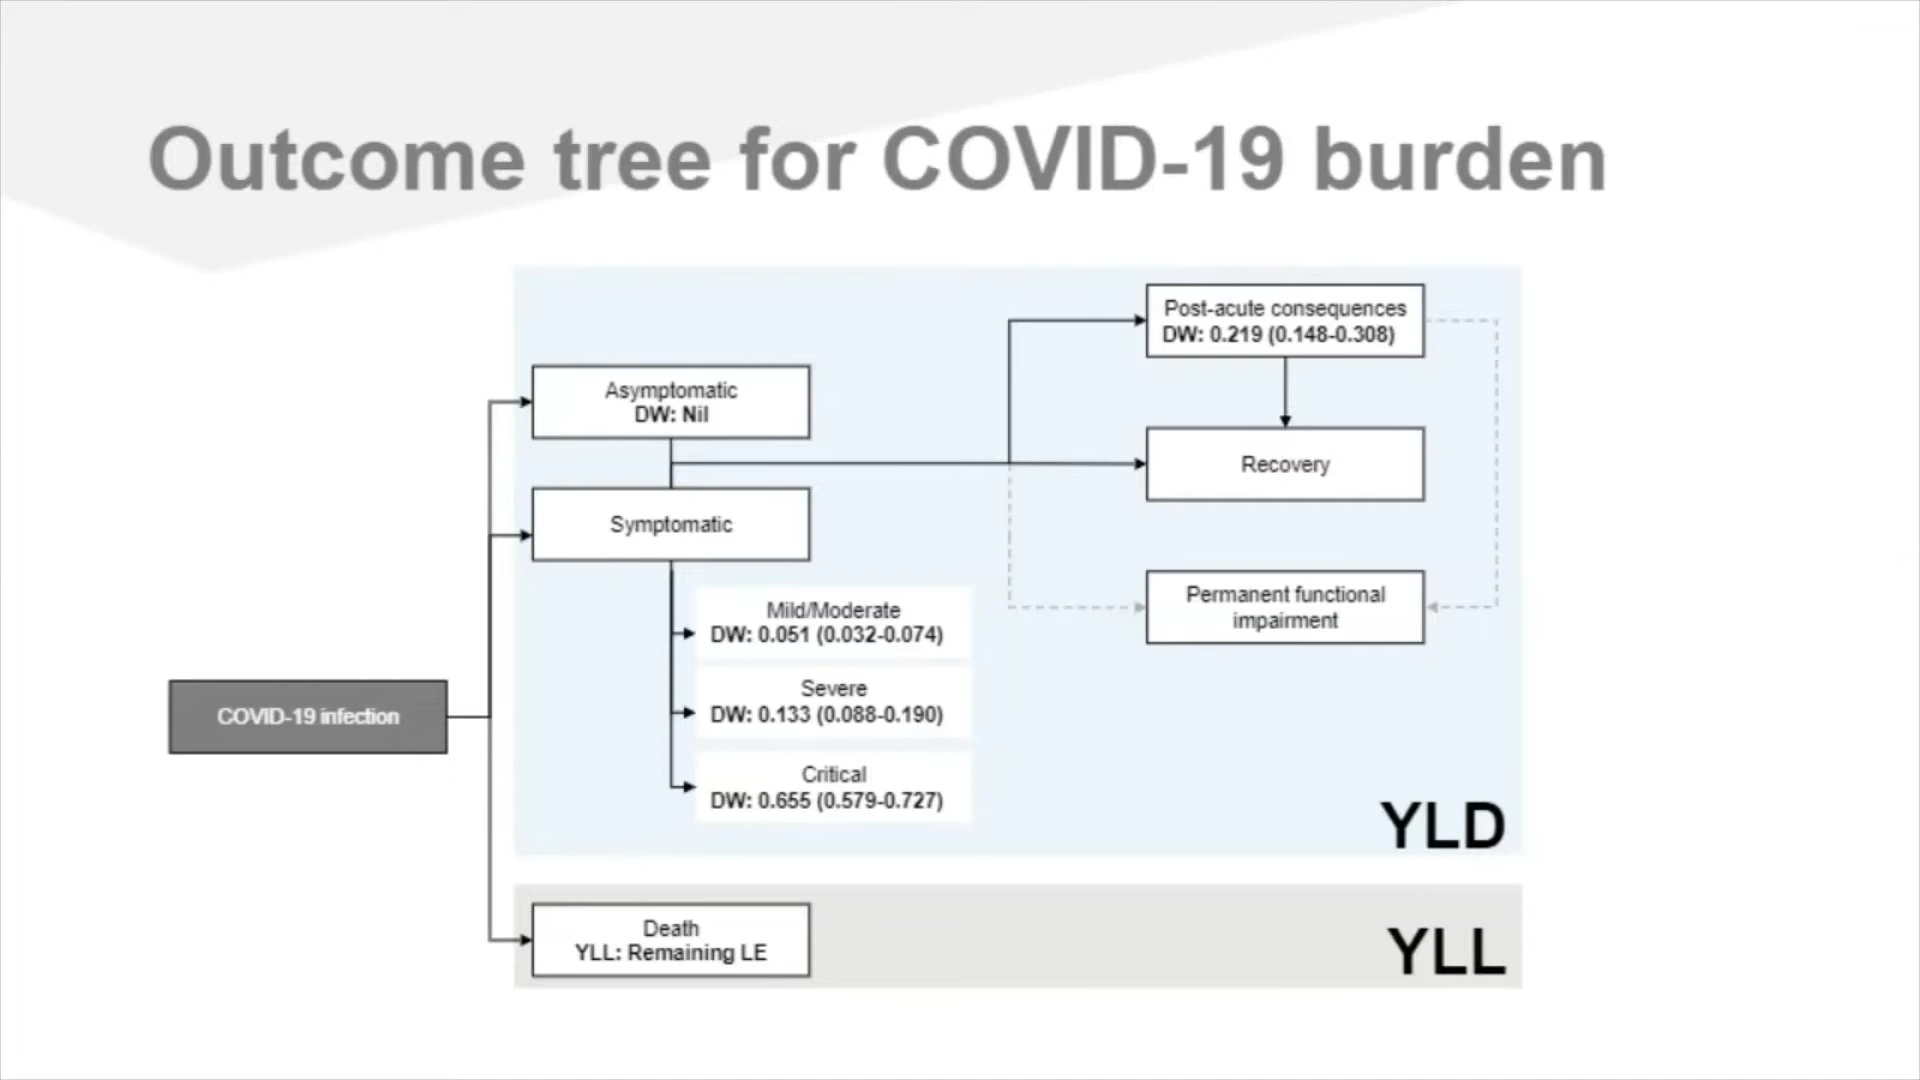 Outcome tree for COVID-19 burden
Post-acute consequences
DW: 0.219 (0.148-0.308)
Asymptomatic
DW: Nil
Recovery
Symptomatic
Permanent functional
impairment
Mild/Moderate
DW: 0.051 (0.032-0.074)
Severe
DW: 0.133 (0.088-0.190)
COVID-19 infection
Critical
DW: 0.655 (0.579-0.727)
YLD
Death
YLL: Remaining LE
YLL